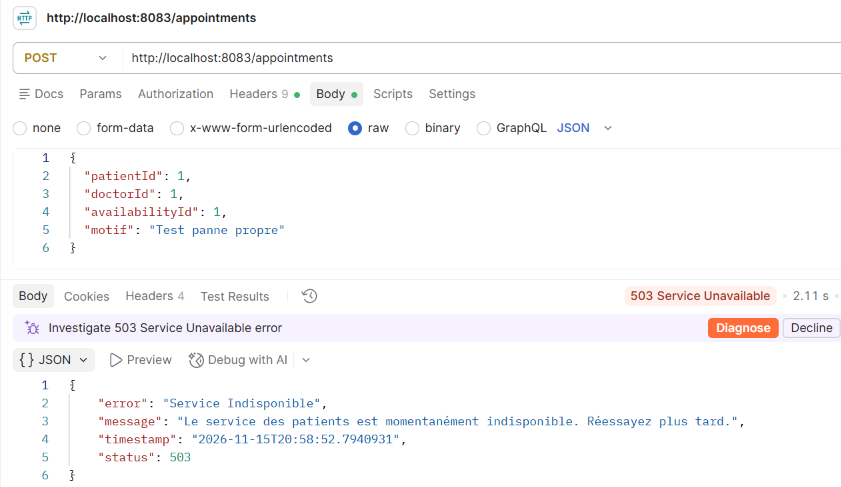 HTTP http://localhost:8083/appointments
POST http://localhost:8083/appointments
Docs Params Authorization Headers 9 Body Scripts Settings
none form-data x-www-form-urlencoded raw binary GraphQL JSON
1 {
2 "patientId": 1,
3 "doctorId": 1,
4 "availabilityId": 1,
5 "motif": "Test panne propre"
6 }
Body Cookies Headers 4 Test Results 503 Service Unavailable 2.11 s
Investigate 503 Service Unavailable error Diagnose Decline
{} JSON Preview Debug with AI
1 {
2 "error": "Service Indisponible",
3 "message": "Le service des patients est momentanément indisponible. Réessayez plus tard.",
4 "timestamp": "2026-11-15T20:58:52.7940931",
5 "status": 503
6 }